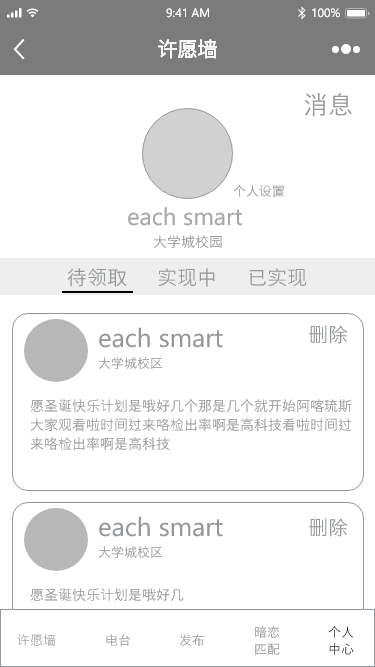 9:41 AM
100%
许愿墙
消息
个人设置
each smart
大学城校园
待领取 实现中 已实现
each smart
删除
大学城校区
愿圣诞快乐计划是哦好几个那是几个就开始阿喀琉斯
大家观看啦时间过过来咯检出率啊是高科技看啦时间过
来咯检出率啊是高科技
each smart
删除
大学城校区
愿圣诞快乐计划是哦好几
许愿墙 电台 发布 暗恋匹配 个人中心